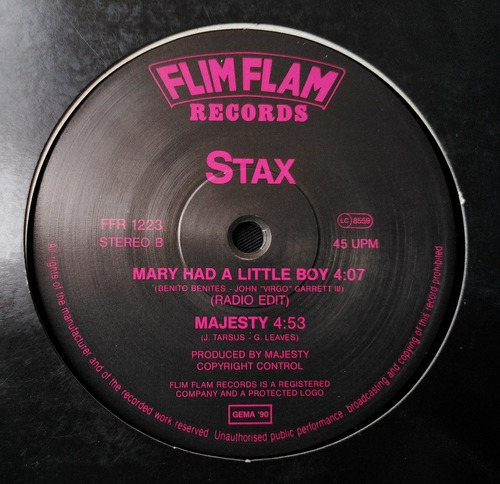 FLIM FLAM
RECORDS
STAX
FFR 1223
STEREO B
LC 8559
45 UPM
MARY HAD A LITTLE BOY 4:07
(BENITO BENITES - JOHN "VIRGO" GARRETT III)
(RADIO EDIT)
MAJESTY 4:53
(J. TARSUS - G. LEAVES)
PRODUCED BY MAJESTY
COPYRIGHT CONTROL
FLIM FLAM RECORDS IS A REGISTERED
COMPANY AND A PROTECTED LOGO
GEMA '90
All rights of the manufacturer and of the owner of the recorded work reserved. Unauthorised public performance, broadcasting and copying of this record prohibited